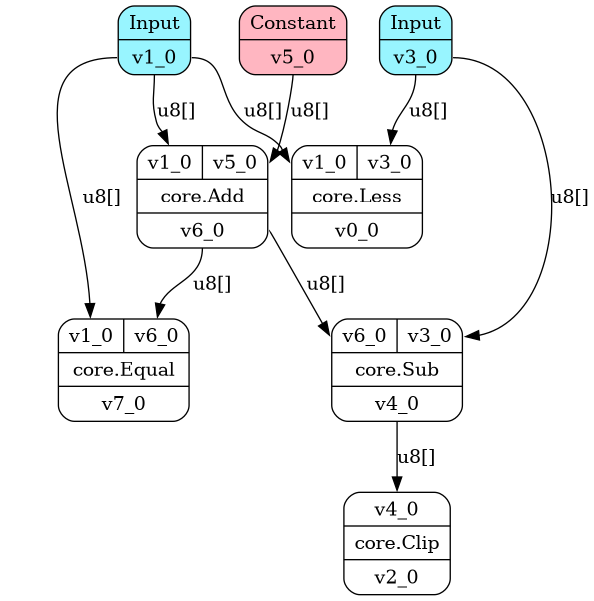 Input
v1_0
Constant
v5_0
Input
v3_0
u8[]
u8[]
u8[]
u8[]
v1_0 v5_0
core.Add
v6_0
v1_0 v3_0
core.Less
v0_0
u8[]
u8[]
u8[]
u8[]
v1_0 v6_0
core.Equal
v7_0
v6_0 v3_0
core.Sub
v4_0
u8[]
v4_0
core.Clip
v2_0